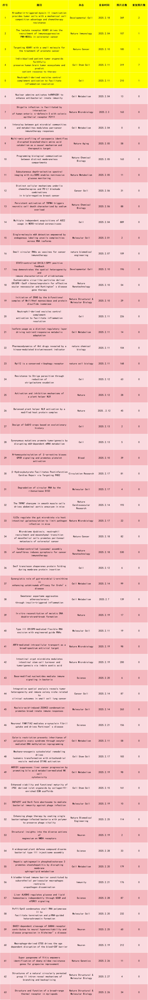 序号 题目 杂志 发表时间 图片总数 重复图片数
1 N-cadherin-triggered myosin II inactivation provides tumor cells with a mechanical cell competition advantage and chemotherapy resistance Developmental Cell 2025.2.18 369 2
2 The lactate receptor HCAR1 drives the recruitment of immunosuppressive PMN-MDSCs in colorectal cancer Nature Immunology 2025.2.04 107 1
3 Targeting ADAR1 with a small molecule for the treatment of prostate cancer Nature Cancer 2025.2.10 185 1
4 Individualized patient tumor organoids faithfully preserve human brain tumor ecosystems and predict patient response to therapy Cell Stem Cell 2025.2.11 319 7
5 Neutrophil-derived vesicles control complement activation to facilitate inflammation resolution Cell 2025.2.11 210 1
6 Nuclear adenine activates hnRNPA2B1 to enhance antibacterial innate immunity Cell Metabolism 2025.2.04 13 0
7 Shigella infection is facilitated by interaction of human enteric α-defensin 5 with colonic epithelial receptor P2Y11 Nature Microbiology 2025.2.3 163 0
8 Interplay between gut microbial communities and metabolites modulates pan-cancer immunotherapy responses Cell Metabolism 2025.2.04 0 0
9 Multi-omic profiling of sarcopenia identifies disrupted branched-chain amino acid catabolism as a causal mechanism and therapeutic target Nature Aging 2025.2.05 58 0
10 Programming biological communication between distinct membraneless compartments Nature Chemical Biology 2025.2.05 163 0
11 Subcutaneous depth-selective spectral imaging with mμSORS enables noninvasive glucose monitoring Nature Metabolism 2025.2.05 11 0
12 Distinct cellular mechanisms underlie chemotherapies and PD-L1 blockade combinations in triple-negative breast cancer Cancer Cell 2025.2.06 31 0
13 Persistent activation of TRPM4 triggers necrotic cell death characterized by sodium overload Nature Chemical Biology 2025.2.06 88 0
14 Multiple independent acquisitions of ACE2 usage in MERS-related coronaviruses Cell 2025.2.04 889 0
15 Single-molecule m6A detection empowered by endogenous labeling unveils complexities across RNA isoforms Molecular Cell 2025.2.01 2 0
16 Small circular RNAs as vaccines for cancer immunotherapy nature biomedical engineering 2025.2.07 109 0
17 STAT3-controlled CHI3L1/SPP1 positive feedback loop demonstrates the spatial heterogeneity and immune characteristics of glioblastoma Developmental Cell 2025.2.10 196 0
18 Customizable virus-like particles deliver CRISPR–Cas9 ribonucleoprotein for effective ocular neovascular and Huntington's disease gene therapy Nature Nanotechnology 2025.2.10 54 0
19 Initiation of ERAD by the bifunctional complex of Mnl1/Htm1 mannosidase and protein disulfide isomerase Nature Structural & Molecular Biology 2025.2.10 29 0
20 Neutrophil-derived vesicles control complement activation to facilitate inflammation resolution Cell 2025.2.11 226 0
21 Isoform usage as a distinct regulatory layer driving nutrient-responsive metabolic adaptation Cell Metabolism 2025.2.11 14 0
22 Pharmacodynamics of Akt drugs revealed by a kinase-modulated bioluminescent indicator nature chemical biology 2025.2.11 104 0
23 Rpl12 is a conserved ribophagy receptor nature cell biology 2025.2.11 168 0
24 Resistance to Striga parasitism through reduction of strigolactone exudation Cell 2025.2.12 63 0
25 Activation and inhibition mechanisms of a plant helper NLR Nature 2025.2.12 28 0
26 Balanced plant helper NLR activation by a modified host protein complex Nature 2025..2.12 45 0
27 Design of CoQ10 crops based on evolutionary history Cell 2025.2.13 2 0
28 Synonymous mutations promote tumorigenesis by disrupting m6A-dependent mRNA metabolism Cell 2025.2.13 5 0
29 N-homocysteinylation of β-arrestins biases GPCR signaling and promotes platelet activation Blood 2025.2.10 39 0
30 β-Hydroxybutyrate Facilitates Postinfarction Cardiac Repair via Targeting PHD2 Circulation Research 2025.2.17 81 0
31 Degradation of circular RNA by the ribonuclease DIS3 Molecular Cell 2025.2.17 4 0
32 The TRPM7 chanzyme in smooth muscle cells drives abdominal aortic aneurysm in mice Nature Cardiovascular Research 2025.2.14 193 0
33 ILC3s regulate the gut microbiota via host intestinal galactosylation to limit pathogen infection in mice Nature Microbiology 2025.2.17 22 0
34 Microbiome dysbiosis, neutrophil recruitment and mesenchymal transition of mesothelial cells promotes peritoneal metastasis of colorectal cancer Nature Cancer 2025.2.18 82 0
35 Tandem-controlled lysosomal assembly of nanofibres induces pyroptosis for cancer immunotherapy Nature Nanotechnology 2025.2.18 530 0
36 SecY translocon chaperones protein folding during membrane protein insertion Cell 2025.2.12 6 0
37 Synergistic role of gut-microbial L-ornithine in enhancing ustekinumab efficacy for Crohn's disease Cell Metabolism 2025.2.14 99 0
38 Sweetener aspartame aggravates atherosclerosis through insulin-triggered inflammation Cell Metabolism 2025.2.7 139 0
39 In vitro reconstitution of meiotic DNA double-strand-break formation Nature 2025.2.19 17 0
40 Type III CRISPR-mediated flexible RNA excision with engineered guide RNAs Molecular Cell 2025.2.11 19 0
41 ARF4-mediated intracellular transport as a broad-spectrum antiviral target Nature Microbiology 2025.2.19 98 0
42 Intestinal crypt microbiota modulates intestinal stem cell turnover and tumorigenesis via indole acetic acid Nature Microbiology 2025.2.19 200 0
43 Base-modified nucleotides mediate immune signaling in bacteria Science 2025.2.20 6 0
44 Integrative spatial analysis reveals tumor heterogeneity and immune colony niche related to clinical outcomes in small cell lung cancer Cancer Cell 2025.2.14 87 0
45 Nucleic-acid-induced ZCCHC3 condensation promotes broad innate immune responses Molecular Cell 2025.2.14 263 0
46 Neuronal FAM171A2 mediates a-synuclein fibril uptake and drives Parkinson's disease Science 2025.2.21 156 0
47 Caloric restriction prevents inheritance of polycystic ovary syndrome through oocyte-mediated DNA methylation reprogramming Cell Metabolism 2025.2.11 58 0
48 Mechano-oncogenic cytoskeletal remodeling drives leukemic transformation with mitochondrial vesicle mediated STING activation Cell Stem Cell 2025.2.17 183 0
49 AKR1D1 suppresses liver cancer progression by promoting bile acid metabolism-mediated NK cell cytotoxicity Cell Metabolism 2025.2.19 98 0
50 Enhanced viability and functional maturity of iPSC derived islet organoids by collagen-VI-enriched ECM scaffolds Cell Stem Cell 2025.2.15 161 0
51 DUF4297 and HerA form abortosome to mediate bacterial immunity against phage infection Molecular Cell 2025.2.19 10 0
52 Enhancing phage therapy by coating single bacteriophage-infected bacteria with polymer to preserve phage vitality Nature Biomedical Engineering 2025.2.25 114 0
53 Structural insights into the diverse actions of magnesium on NMDA receptors Neuron 2025.2.19 2 0
54 A widespread plant defense compound disarms bacterial type III injectisome assembly Science 2025.2.28 33 0
55 Hepatic sphingomyelin phosphodiesterase 3 promotes steatohepatitis by disrupting membrane sphingolipid metabolism Cell Metabolism 2025.2.20 179 0
56 A bladder-blood immune barrier constituted by suburothelial perivascular macrophages restrains uropathogen dissemination Immunity 2025.2.21 176 0
57 Liver ALKBH5 regulates glucose and lipid homeostasis independently through GCGR and mTORC1 signaling Science 2025.2.28 87 0
58 Pcf11/Spt5 condensates stall RNA polymerase II to facilitate termination and piRNA-guided heterochromatin formation Molecular Cell 2025.2.20 232 0
59 BACE1-dependent cleavage of GABAA receptor contributes to neural hyperexcitability and disease progression in Alzheimer's disease Neuron 2025.2.25 60 0
60 Macrophage-derived CTSS drives the age dependent disruption of the blood-CSF barrier Neuron 2025.2.19 212 0
61 Super pangenome of Vitis empowers identification of downy mildew resistance genes for grapevine improvement Nature Genetics 2025.2.26 11 0
62 Structures of a natural circularly permuted group II intron reveal mechanisms of branching and backsplicing Nature Structural & Molecular Biology 2025.2.27 4 0
63 Structure and function of a broad-range thermal receptor in myriapods Nature Structural & Molecular Biology 2025.2.26 34 0